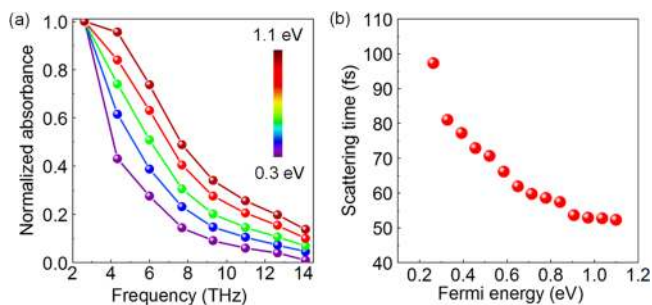 (a)
1.0
0.8
0.6
0.4
0.2
0.0
Normalized absorbance
1.1 eV
0.3 eV
2 4 6 8 10 12 14
Frequency (THz)
(b)
100
90
80
70
60
50
40
Scattering time (fs)
0.2 0.4 0.6 0.8 1.0 1.2
Fermi energy (eV)